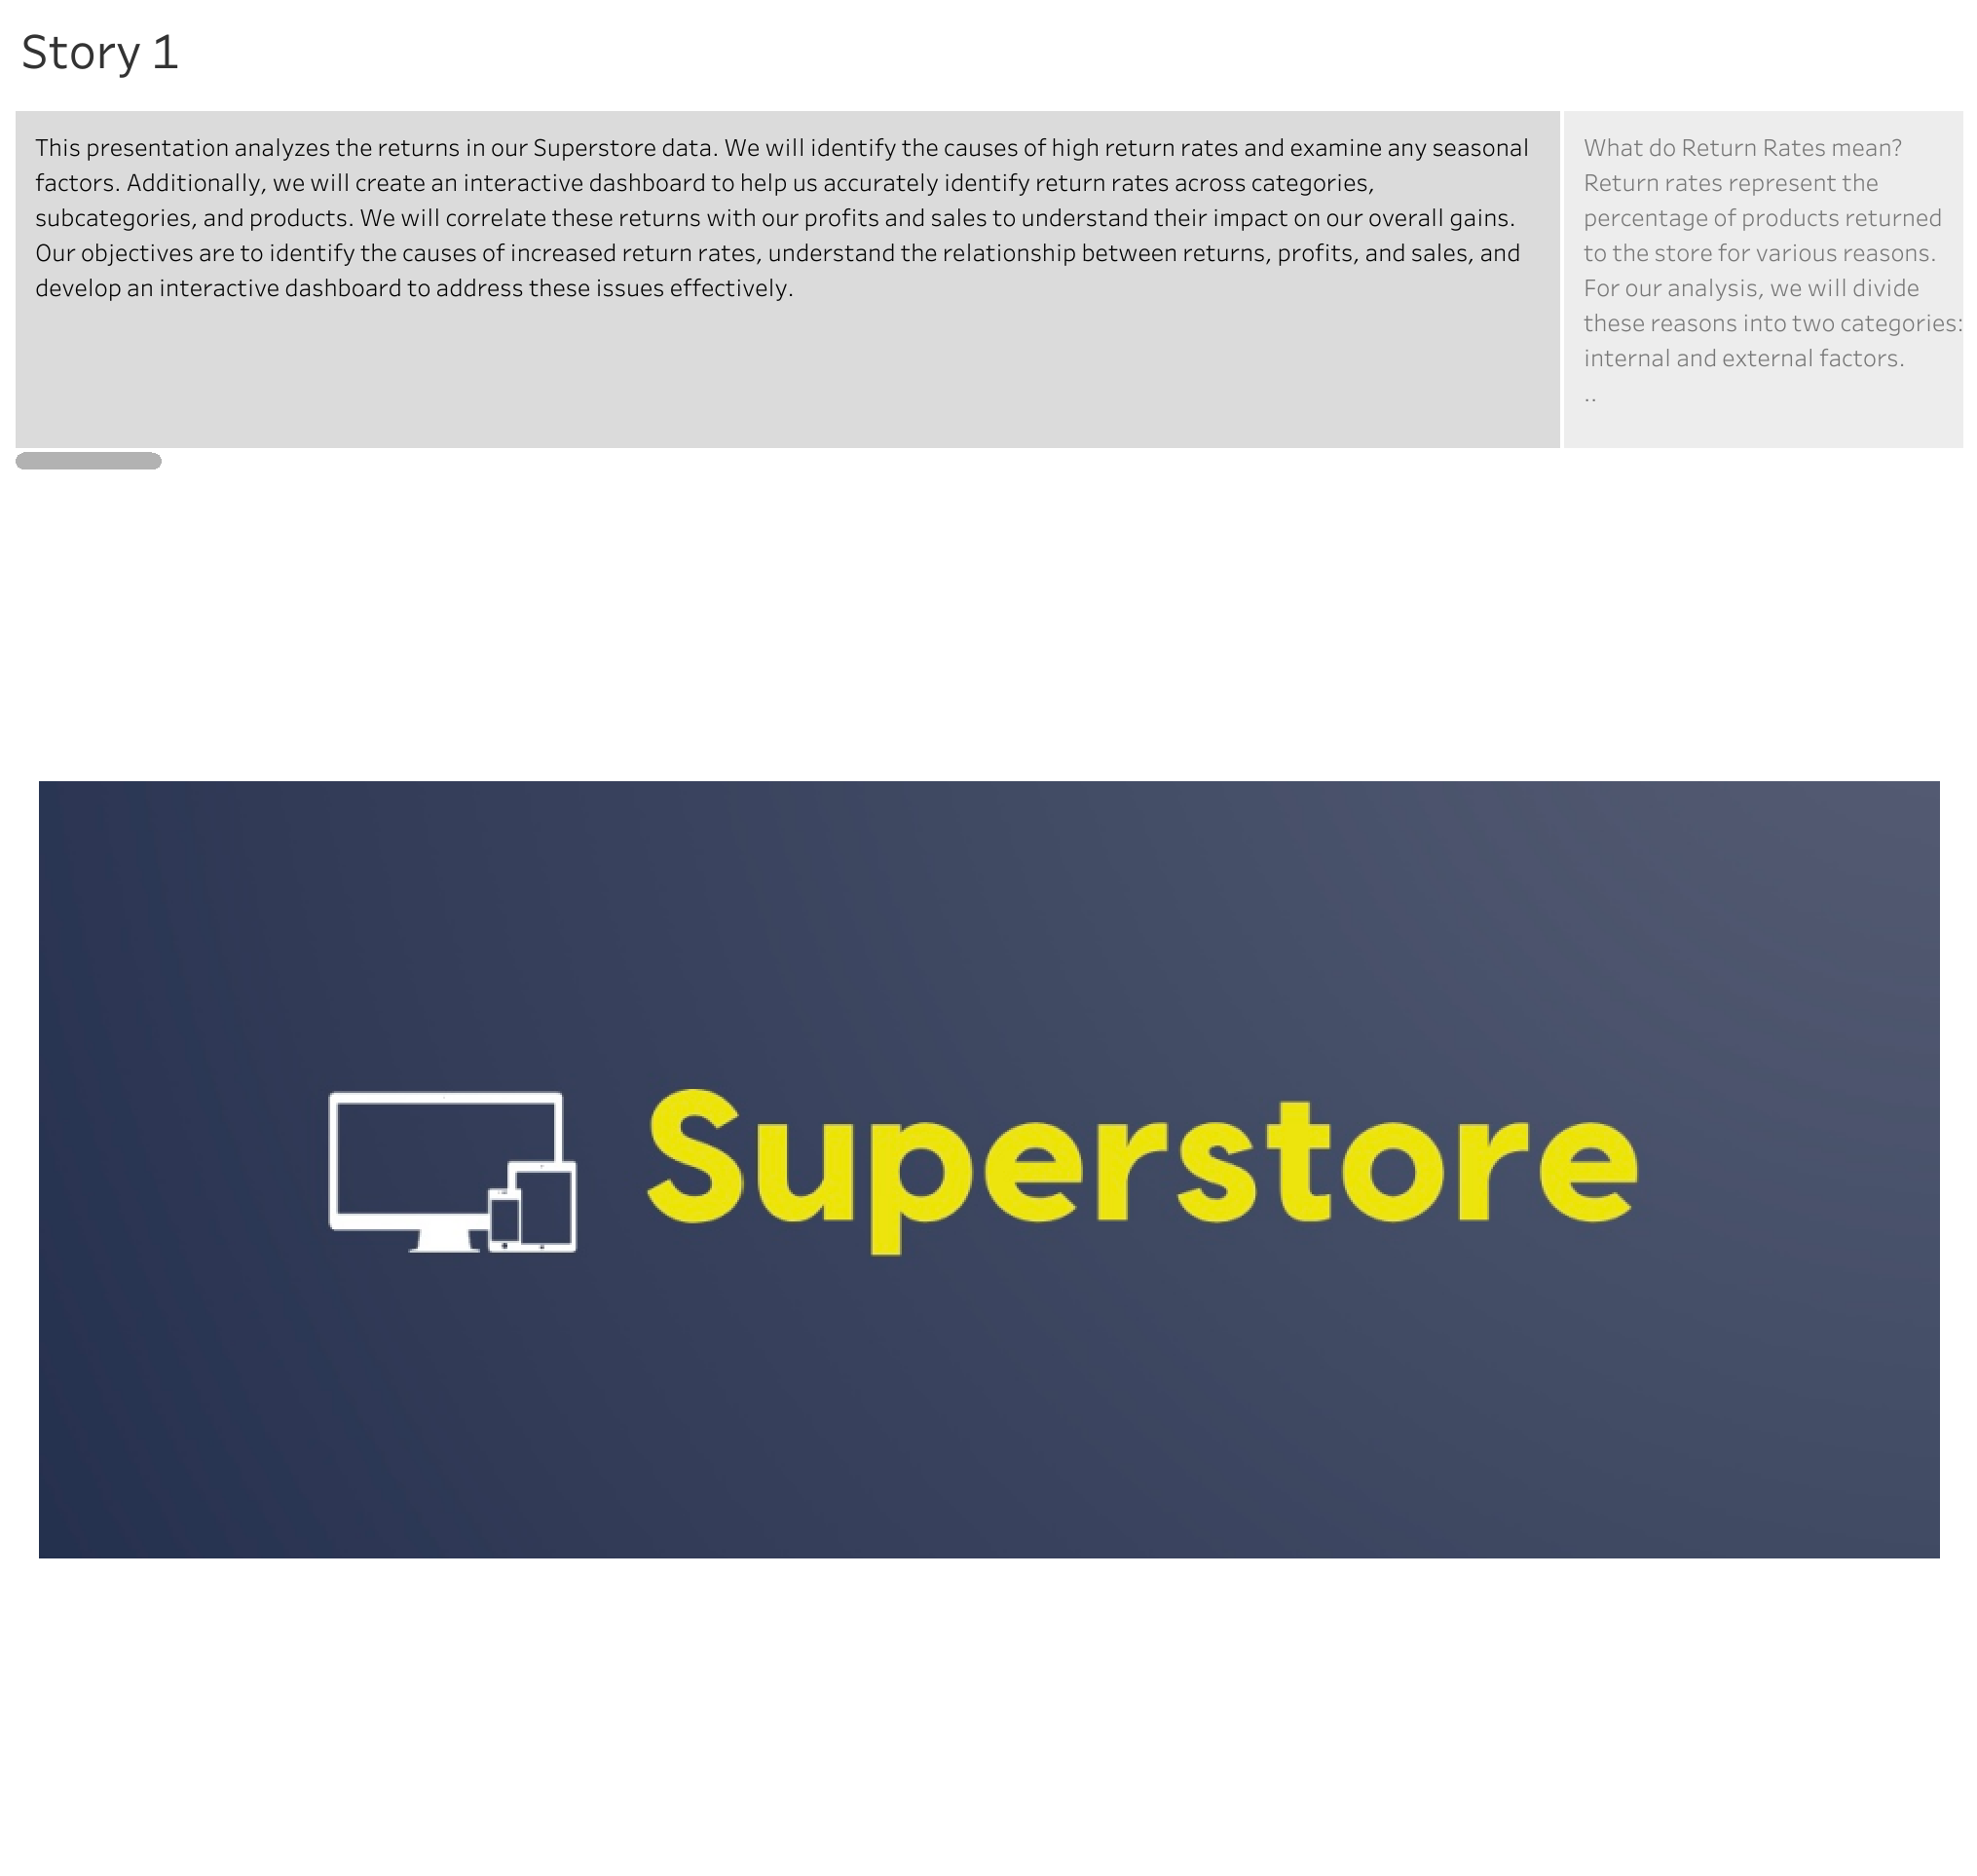 Story 1
This presentation analyzes the returns in our Superstore data. We will identify the causes of high return rates and examine any seasonal
factors. Additionally, we will create an interactive dashboard to help us accurately identify return rates across categories,
subcategories, and products. We will correlate these returns with our profits and sales to understand their impact on our overall gains.
Our objectives are to identify the causes of increased return rates, understand the relationship between returns, profits, and sales, and
develop an interactive dashboard to address these issues effectively.
What do Return Rates mean?
Return rates represent the
percentage of products returned
to the store for various reasons.
For our analysis, we will divide
these reasons into two categories:
internal and external factors.
..
Superstore